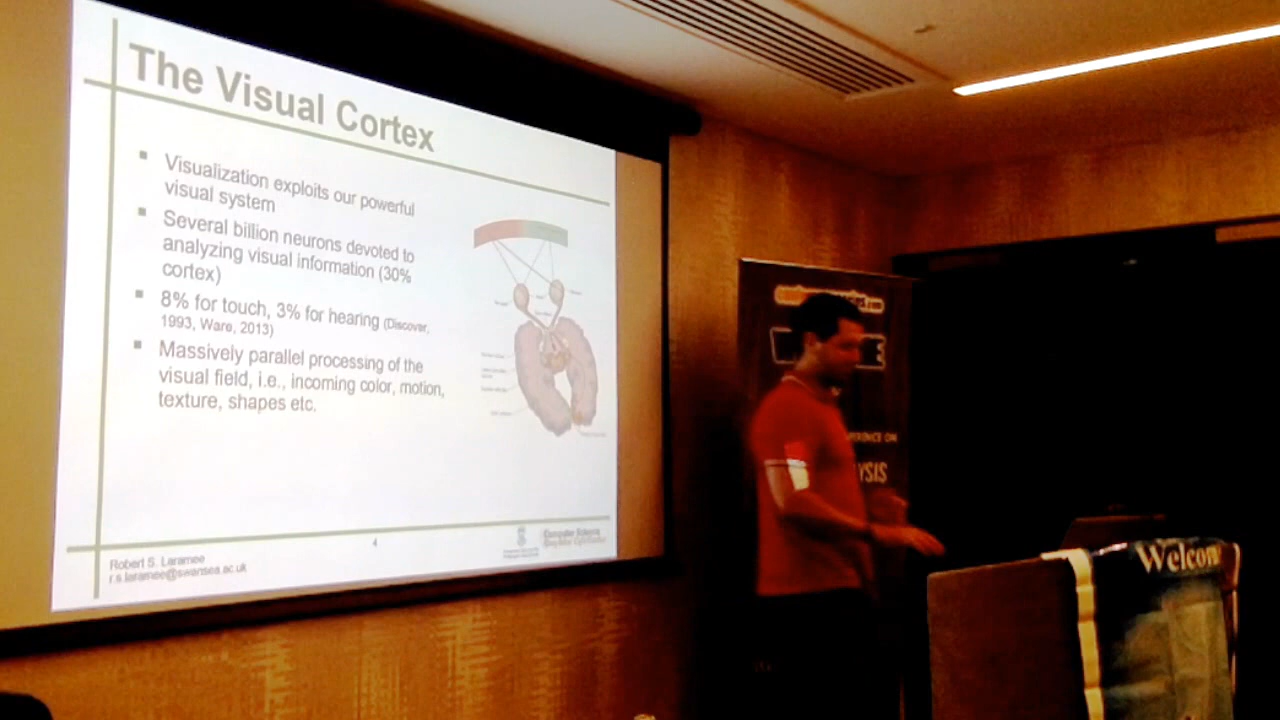 The Visual Cortex
Visualization exploits our powerful
visual system
Several billion neurons devoted to
analyzing visual information (30%
cortex)
8% for touch, 3% for hearing (Discover,
1993, Ware, 2013)
Massively parallel processing of the
visual field, i.e., incoming color, motion,
texture, shapes etc.
Robert S. Laramee
r.s.laramee@swansea.ac.uk
4
Computer Science
YSIS
Welcom